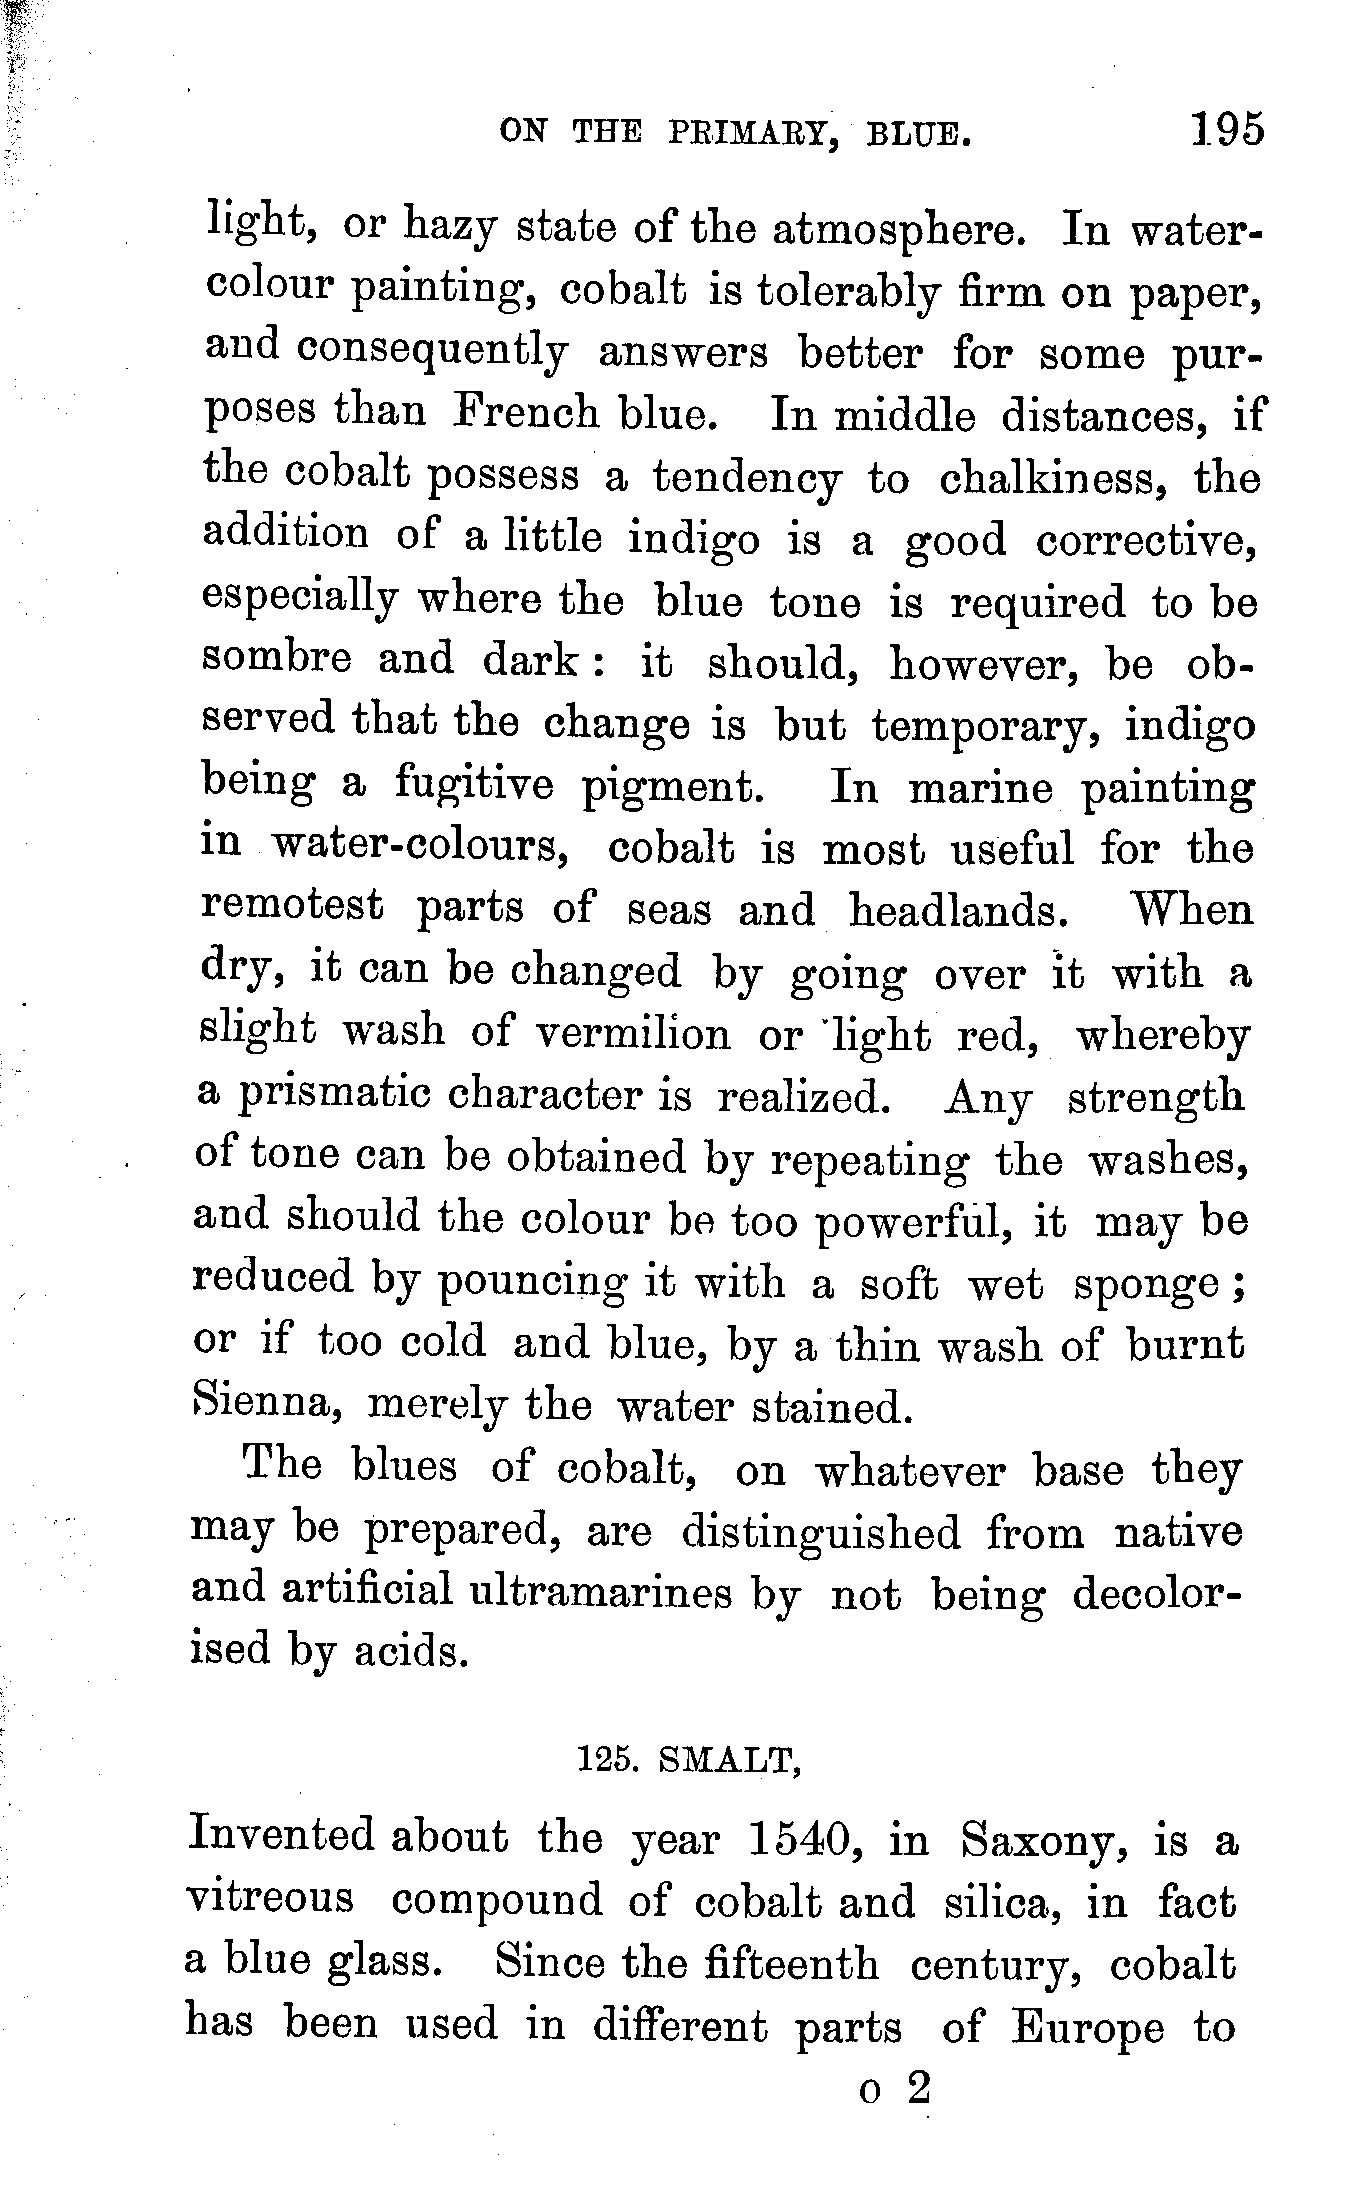 ON THE PRIMARY, BLUE. 195
light, or hazy state of the atmosphere. In water-
colour painting, cobalt is tolerably firm on paper,
and consequently answers better for some pur-
poses than French blue. In middle distances, if
the cobalt possess a tendency to chalkiness, the
addition of a little indigo is a good corrective,
especially where the blue tone is required to be
sombre and dark : it should, however, be ob-
served that the change is but temporary, indigo
being a fugitive pigment. In marine painting
in water-colours, cobalt is most useful for the
remotest parts of seas and headlands. When
dry, it can be changed by going over it with a
slight wash of vermilion or light red, whereby
a prismatic character is realized. Any strength
of tone can be obtained by repeating the washes,
and should the colour be too powerful, it may be
reduced by pouncing it with a soft wet sponge ;
or if too cold and blue, by a thin wash of burnt
Sienna, merely the water stained.
The blues of cobalt, on whatever base they
may be prepared, are distinguished from native
and artificial ultramarines by not being decolor-
ised by acids.
125. SMALT,
Invented about the year 1540, in Saxony, is a
vitreous compound of cobalt and silica, in fact
a blue glass. Since the fifteenth century, cobalt
has been used in different parts of Europe to
o 2